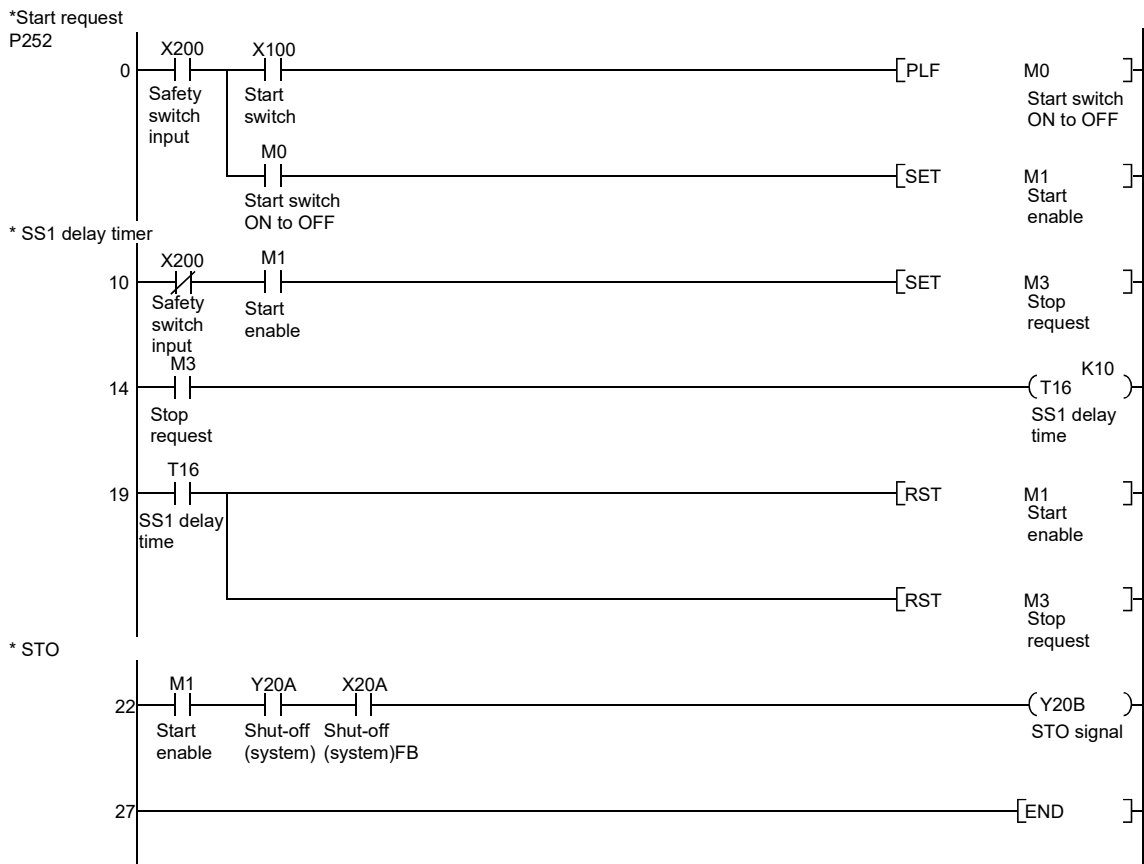 *Start request
P252
X200 X100
0 [PLF M0 ]
Safety
switch
input
Start
switch
Start switch
ON to OFF
M0
[SET M1 ]
Start switch
ON to OFF
Start
enable
* SS1 delay timer
X200 M1
10 [SET M3 ]
Safety
switch
input
Start
enable
Stop
request
M3 K10
14 ( T16 )
Stop
request
SS1 delay
time
T16
19 [RST M1 ]
SS1 delay
time
Start
enable
[RST M3 ]
Stop
request
* STO
M1 Y20A X20A
22 ( Y20B )
Start
enable
Shut-off
(system)
Shut-off
(system)FB
STO signal
27 [END ]